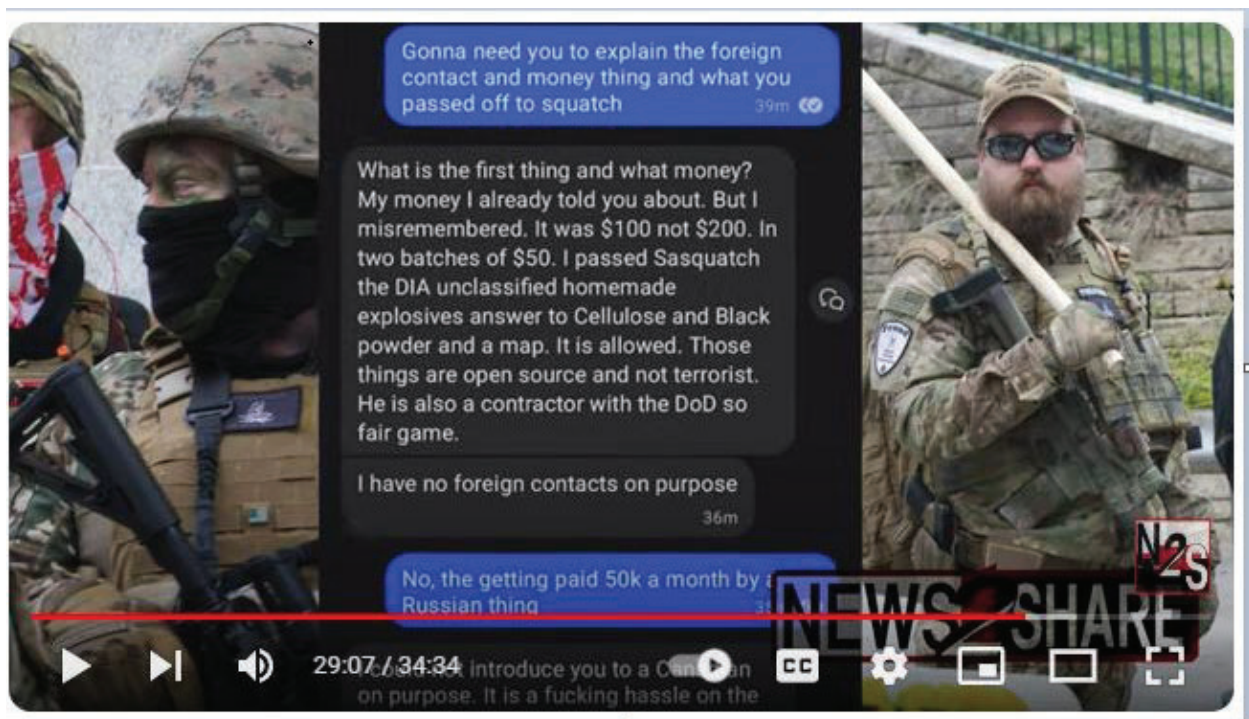 Gonna need you to explain the foreign
contact and money thing and what you
passed off to squatch
39m
What is the first thing and what money?
My money I already told you about. But I
misremembered. It was $100 not $200. In
two batches of $50. I passed Sasquatch
the DIA unclassified homemade
explosives answer to Cellulose and Black
powder and a map. It is allowed. Those
things are open source and not terrorist.
He is also a contractor with the DoD so
fair game.
I have no foreign contacts on purpose
36m
No, the getting paid 50k a month by
Russian thing
N2S
NEWS2SHARE
29:07 / 34:34
CC
not introduce you to a
on purpose. It is a fucking hassle on the